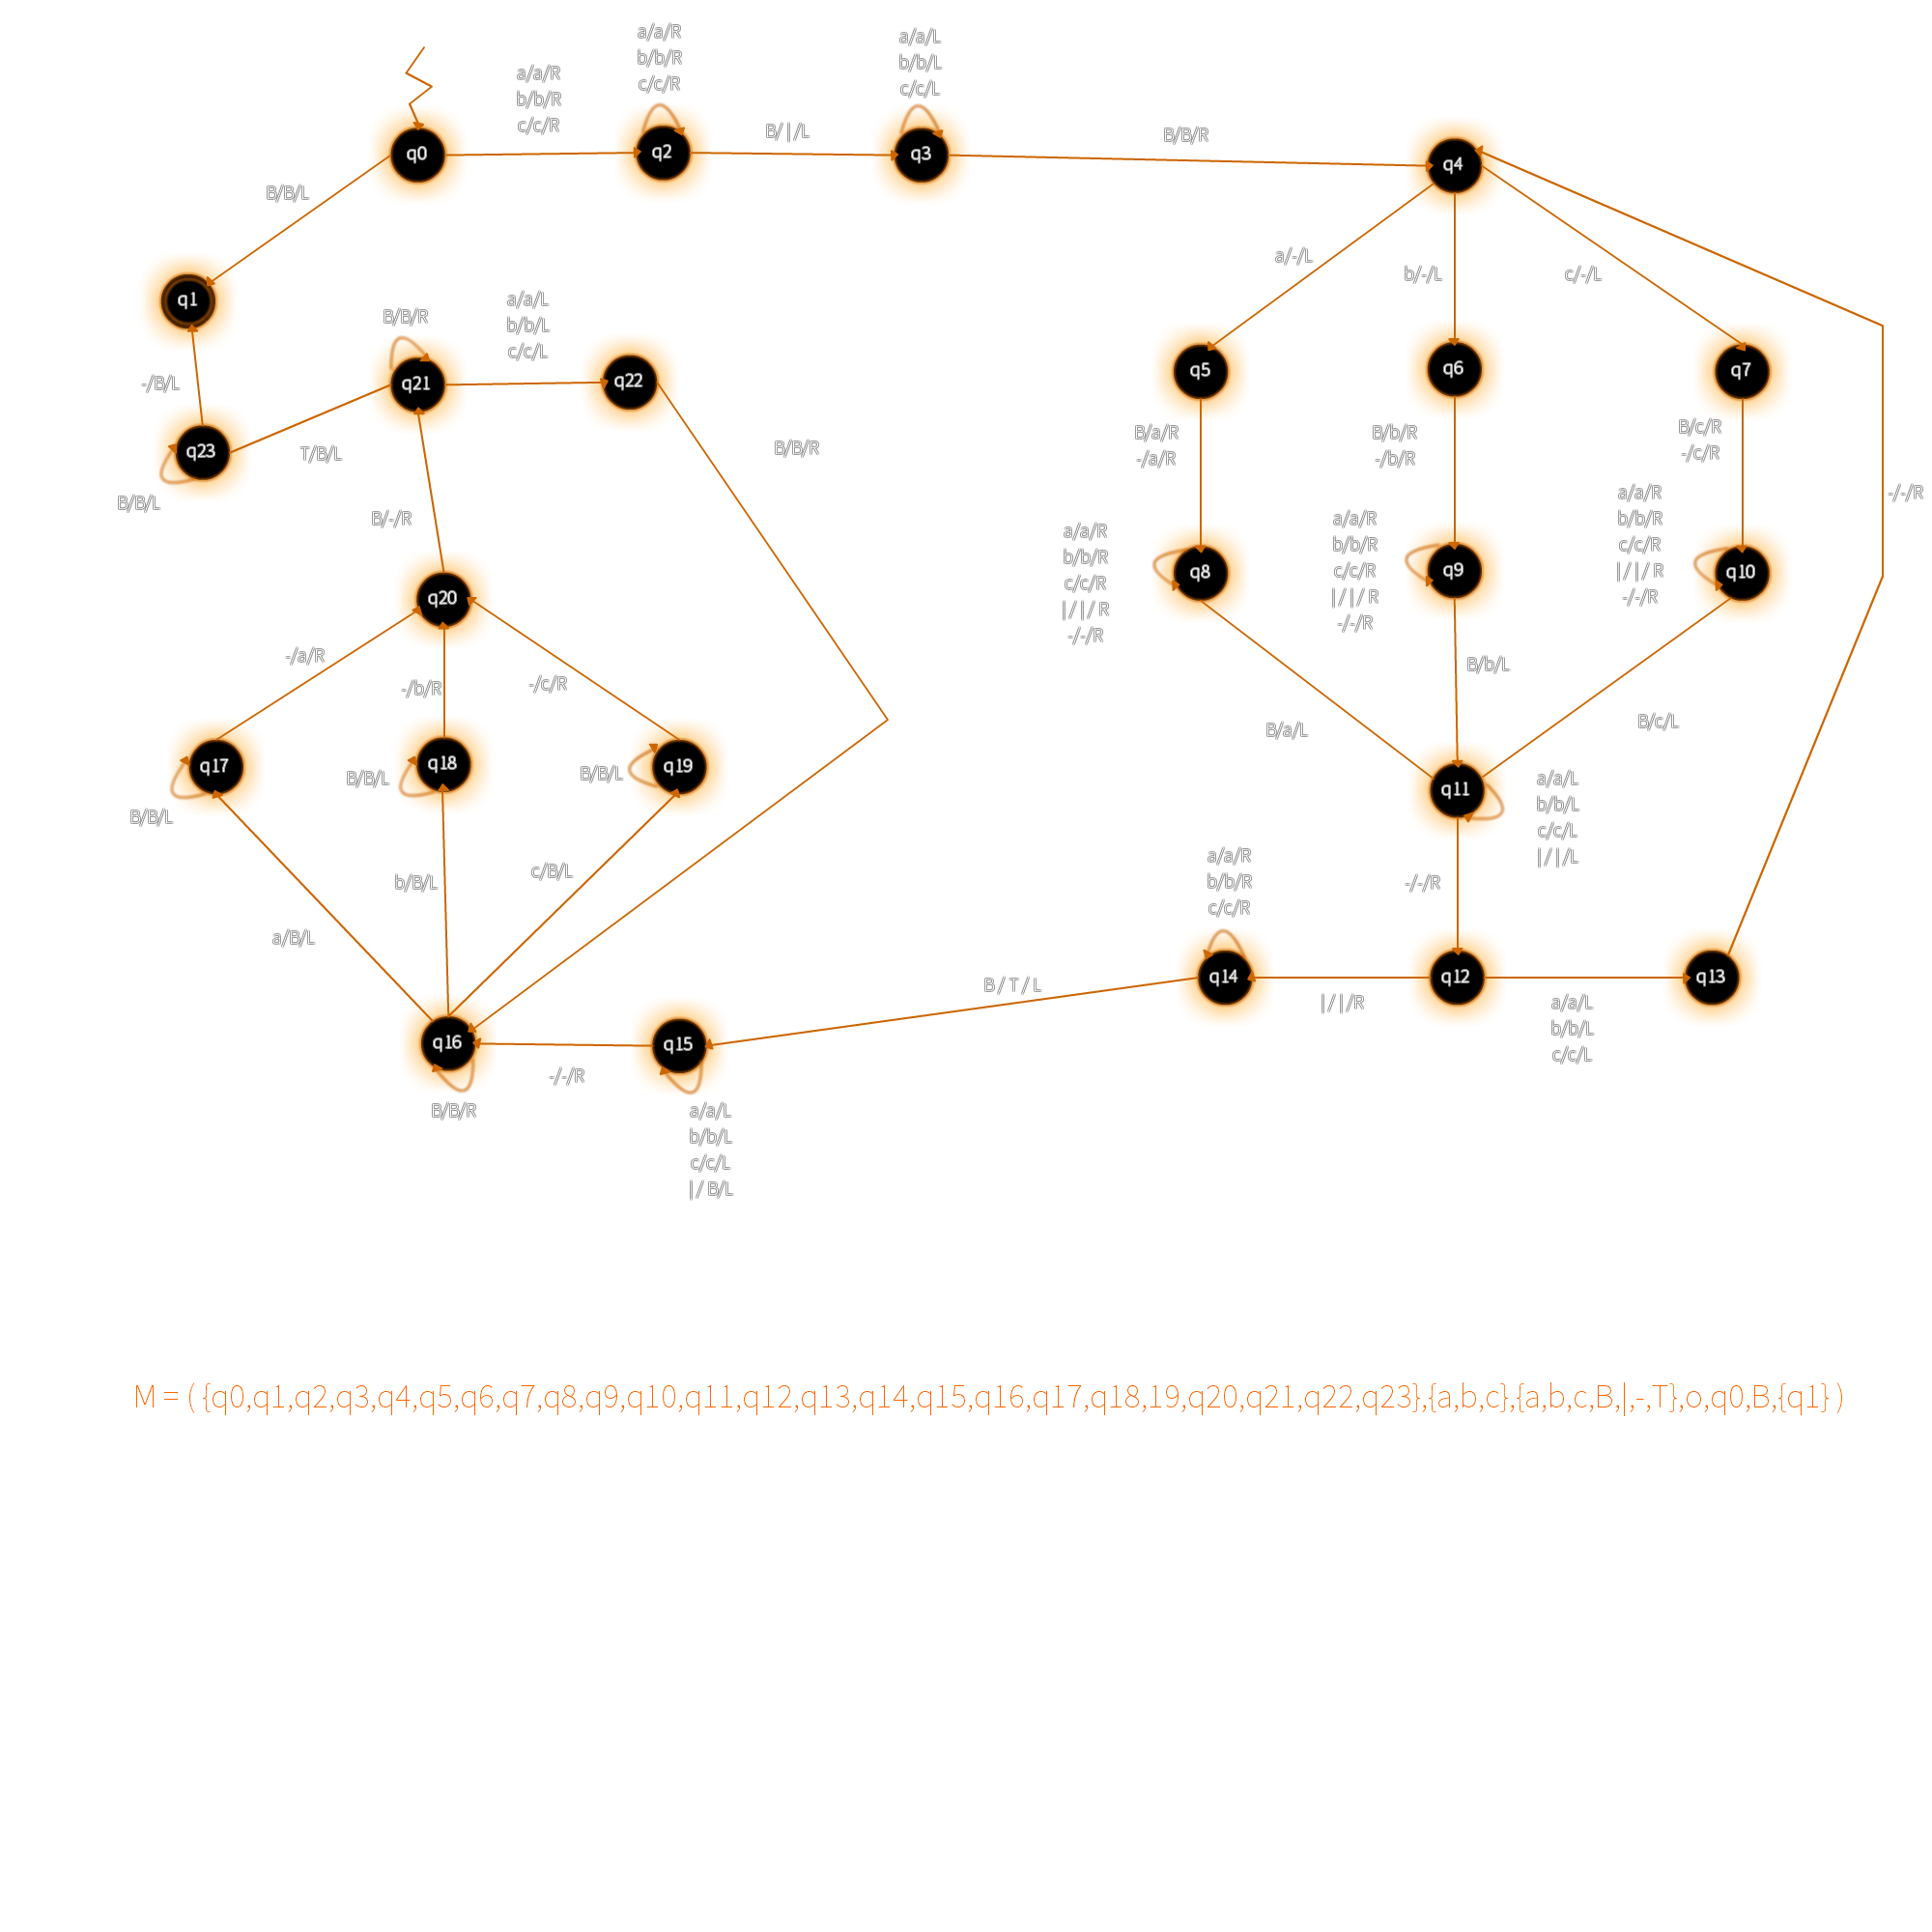 a/a/R
b/b/R
c/c/R
a/a/L
b/b/L
c/c/L
a/a/R
b/b/R
c/c/R
B/|/L
B/B/R
q0
q2
q3
q4
B/B/L
a/-/L
b/-/L
c/-/L
q1
B/B/R
a/a/L
b/b/L
c/c/L
q21
q22
q5
q6
q7
-/B/L
q23
T/B/L
B/B/R
B/a/R
-/a/R
B/b/R
-/b/R
B/c/R
-/c/R
-/-/R
B/B/L
B/-/R
a/a/R
b/b/R
c/c/R
|/|/ R
-/-/R
a/a/R
b/b/R
c/c/R
|/|/ R
-/-/R
a/a/R
b/b/R
c/c/R
|/|/ R
-/-/R
q8
q9
q10
q20
-/a/R
-/b/R
-/c/R
B/b/L
B/a/L
B/c/L
q17
q18
q19
B/B/L
B/B/L
B/B/L
q11
a/a/L
b/b/L
c/c/L
|/|/L
a/B/L
b/B/L
c/B/L
a/a/R
b/b/R
c/c/R
-/-/R
q14
q12
q13
B / T / L
|/|/R
a/a/L
b/b/L
c/c/L
q16
q15
-/-/R
B/B/R
a/a/L
b/b/L
c/c/L
|/ B/L
M = ( {q0,q1,q2,q3,q4,q5,q6,q7,q8,q9,q10,q11,q12,q13,q14,q15,q16,q17,q18,19,q20,q21,q22,q23},{a,b,c},{a,b,c,B,|,-,T},o,q0,B,{q1} )